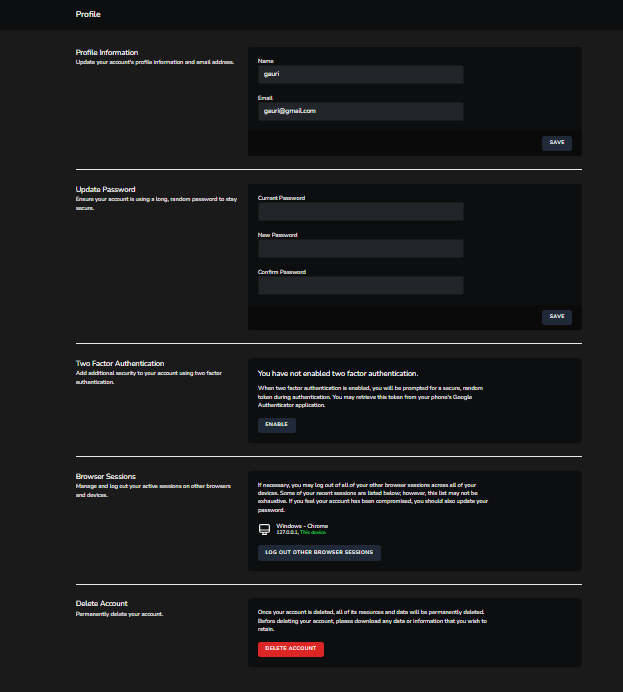 Profile
Profile Information
Update your account's profile information and email address.
Name
gauri
Email
gauri@gmail.com
SAVE
Update Password
Ensure your account is using a long, random password to stay
secure.
Current Password
New Password
Confirm Password
SAVE
Two Factor Authentication
Add additional security to your account using two factor
authentication.
You have not enabled two factor authentication.
When two factor authentication is enabled, you will be prompted for a secure, random
token during authentication. You may retrieve this token from your phone's Google
Authenticator application.
ENABLE
Browser Sessions
Manage and log out your active sessions on other browsers
and devices.
If necessary, you may log out of all of your other browser sessions across all of your
devices. Some of your recent sessions are listed below; however, this list may not be
exhaustive. If you feel your account has been compromised, you should also update your
password.
Windows - Chrome
127.0.0.1, This device
LOG OUT OTHER BROWSER SESSIONS
Delete Account
Permanently delete your account.
Once your account is deleted, all of its resources and data will be permanently deleted.
Before deleting your account, please download any data or information that you wish to
retain.
DELETE ACCOUNT